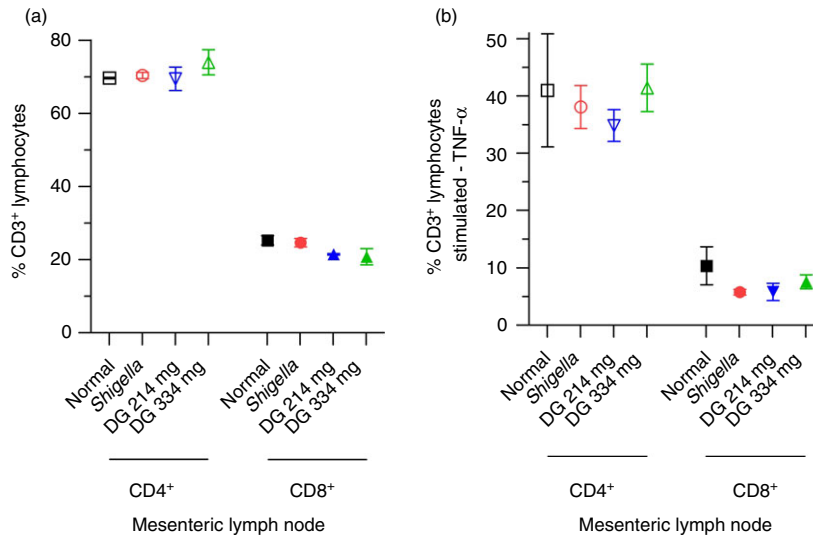 (a)
% CD3⁺ lymphocytes
80
60
40
20
0
Normal
Shigella
DG 214 mg
DG 334 mg
Normal
Shigella
DG 214 mg
DG 334 mg
CD4⁺
CD8⁺
Mesenteric lymph node
(b)
% CD3⁺ lymphocytes
stimulated - TNF-α
50
40
30
20
10
0
Normal
Shigella
DG 214 mg
DG 334 mg
Normal
Shigella
DG 214 mg
DG 334 mg
CD4⁺
CD8⁺
Mesenteric lymph node